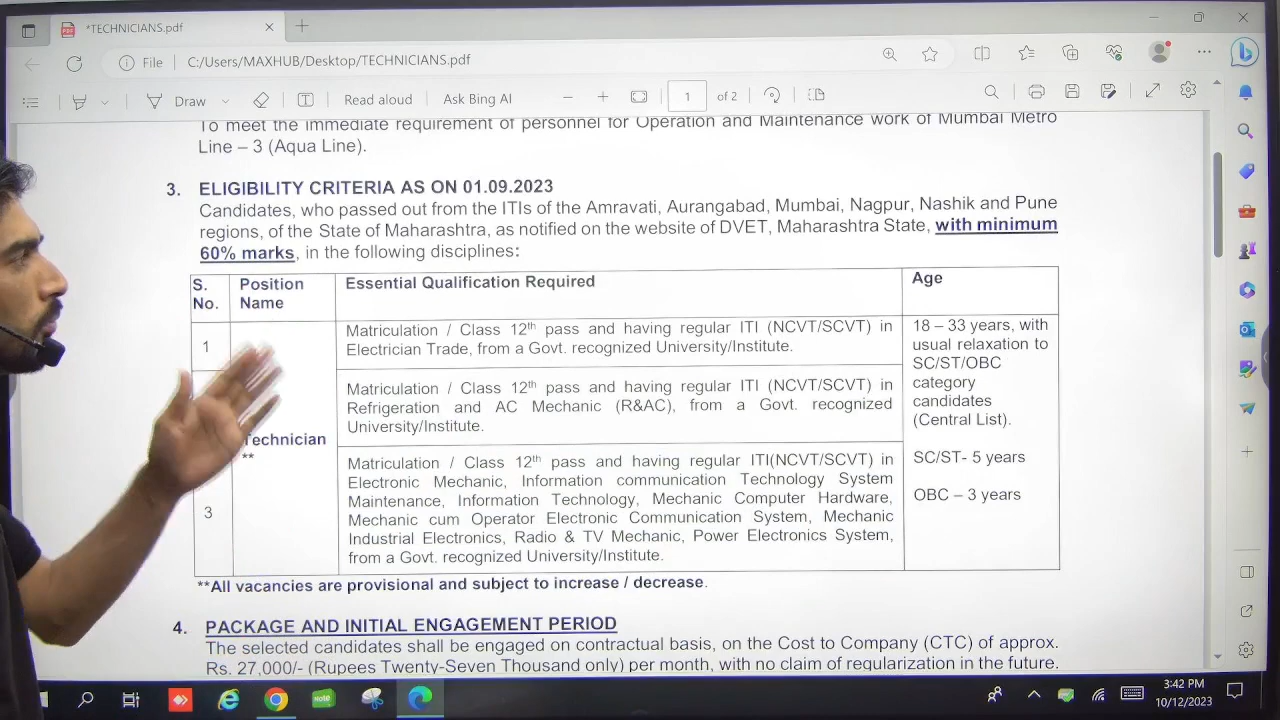 *TECHNICIANS.pdf
File
C:/Users/MAXHUB/Desktop/TECHNICIANS.pdf
Draw
Read aloud
Ask Bing AI
1
of 2
To meet the immediate requirement of personnel for Operation and Maintenance work of Mumbai Metro
Line – 3 (Aqua Line).
3. ELIGIBILITY CRITERIA AS ON 01.09.2023
Candidates, who passed out from the ITIs of the Amravati, Aurangabad, Mumbai, Nagpur, Nashik and Pune
regions, of the State of Maharashtra, as notified on the website of DVET, Maharashtra State, with minimum
60% marks, in the following disciplines:
S. No.
Position Name
Essential Qualification Required
Age
1
Matriculation / Class 12th pass and having regular ITI (NCVT/SCVT) in
Electrician Trade, from a Govt. recognized University/Institute.
Matriculation / Class 12th pass and having regular ITI (NCVT/SCVT) in
Refrigeration and AC Mechanic (R&AC), from a Govt. recognized
University/Institute.
Technician
**
3
Matriculation / Class 12th pass and having regular ITI(NCVT/SCVT) in
Electronic Mechanic, Information communication Technology System
Maintenance, Information Technology, Mechanic Computer Hardware,
Mechanic cum Operator Electronic Communication System, Mechanic
Industrial Electronics, Radio & TV Mechanic, Power Electronics System,
from a Govt. recognized University/Institute.
18 – 33 years, with
usual relaxation to
SC/ST/OBC
category
candidates
(Central List).
SC/ST- 5 years
OBC – 3 years
**All vacancies are provisional and subject to increase / decrease.
4. PACKAGE AND INITIAL ENGAGEMENT PERIOD
The selected candidates shall be engaged on contractual basis, on the Cost to Company (CTC) of approx.
Rs. 27,000/- (Rupees Twenty-Seven Thousand only) per month, with no claim of regularization in the future.
3:42 PM
10/12/2023